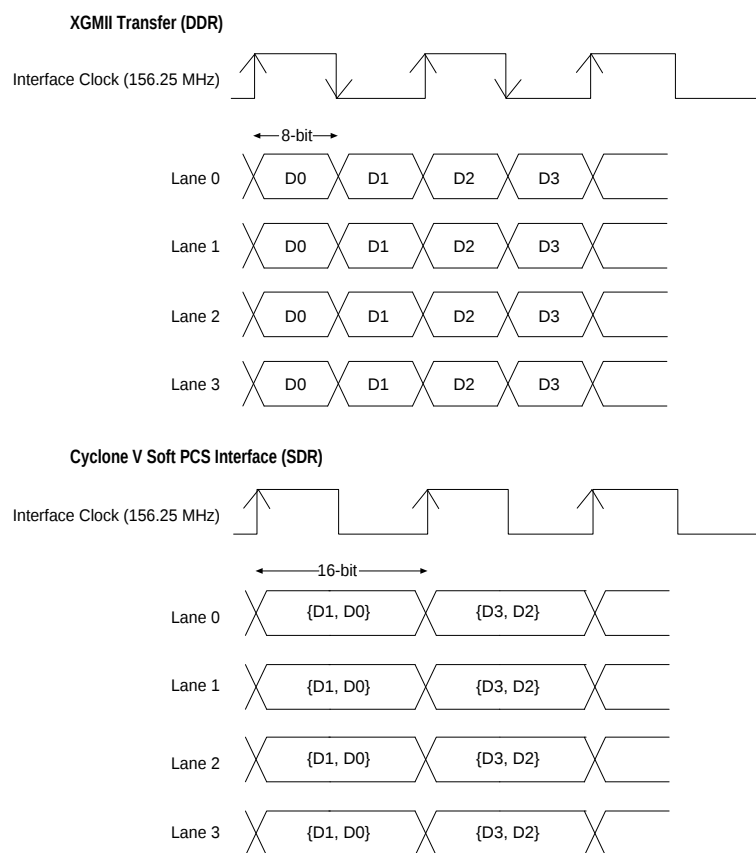 XGMII Transfer (DDR)
Interface Clock (156.25 MHz)
8-bit
Lane 0 D0 D1 D2 D3
Lane 1 D0 D1 D2 D3
Lane 2 D0 D1 D2 D3
Lane 3 D0 D1 D2 D3
Cyclone V Soft PCS Interface (SDR)
Interface Clock (156.25 MHz)
16-bit
Lane 0 {D1, D0} {D3, D2}
Lane 1 {D1, D0} {D3, D2}
Lane 2 {D1, D0} {D3, D2}
Lane 3 {D1, D0} {D3, D2}